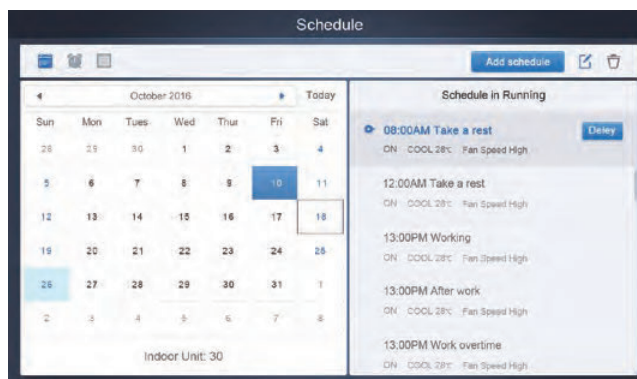 Schedule
Add schedule
October 2016 Today
Sun Mon Tues Wed Thur Fri Sat
28 29 30 1 2 3 4
5 6 7 8 9 10 11
12 13 14 15 16 17 18
19 20 21 22 23 24 25
26 27 28 29 30 31 1
2 3 4 5 6 7 8
Indoor Unit: 30
Schedule in Running
08:00AM Take a rest Deley
ON COOL 28℃ Fan Speed High
12:00AM Take a rest
ON COOL 28℃ Fan Speed High
13:00PM Working
ON COOL 28℃ Fan Speed High
13:00PM After work
ON COOL 28℃ Fan Speed High
13:00PM Work overtime
ON COOL 28℃ Fan Speed High